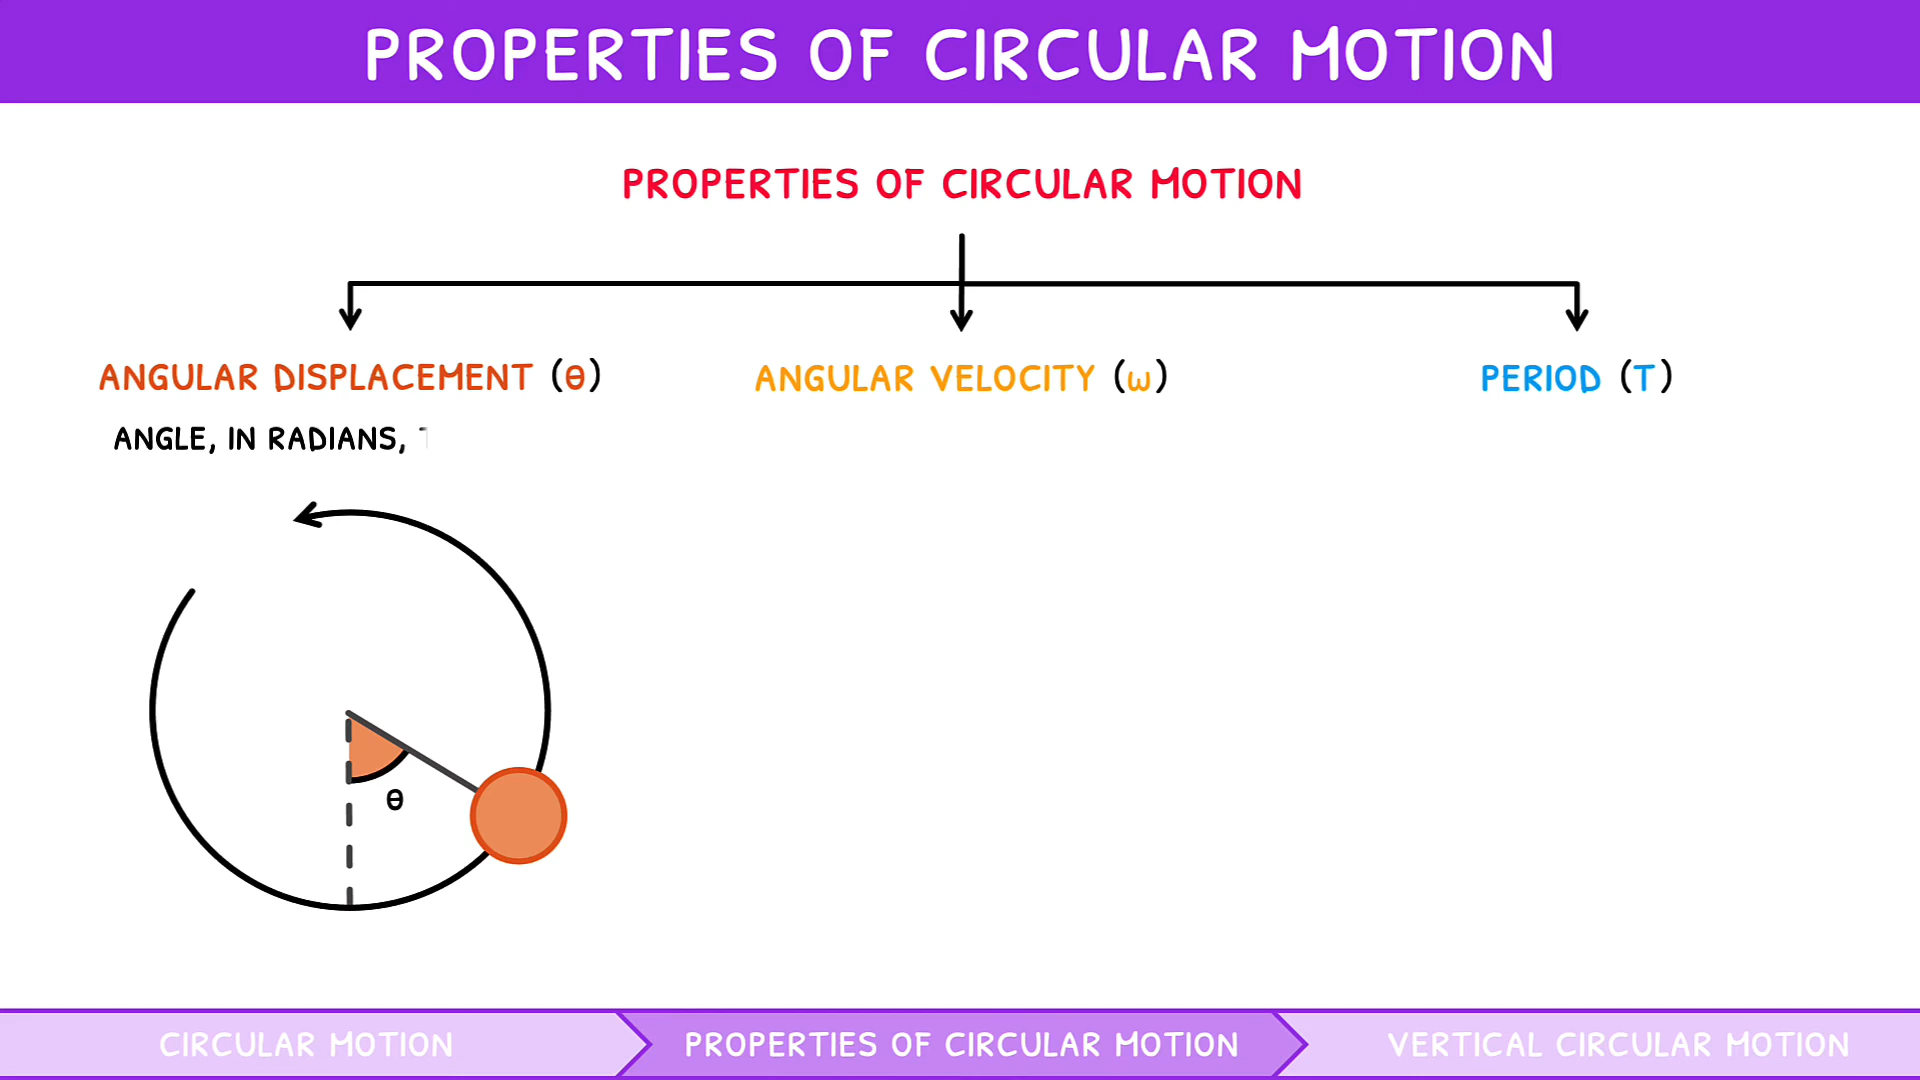 PROPERTIES OF CIRCULAR MOTION
PROPERTIES OF CIRCULAR MOTION
ANGULAR DISPLACEMENT (θ)
ANGULAR VELOCITY (ω)
PERIOD (T)
ANGLE, IN RADIANS,
θ
CIRCULAR MOTION
PROPERTIES OF CIRCULAR MOTION
VERTICAL CIRCULAR MOTION